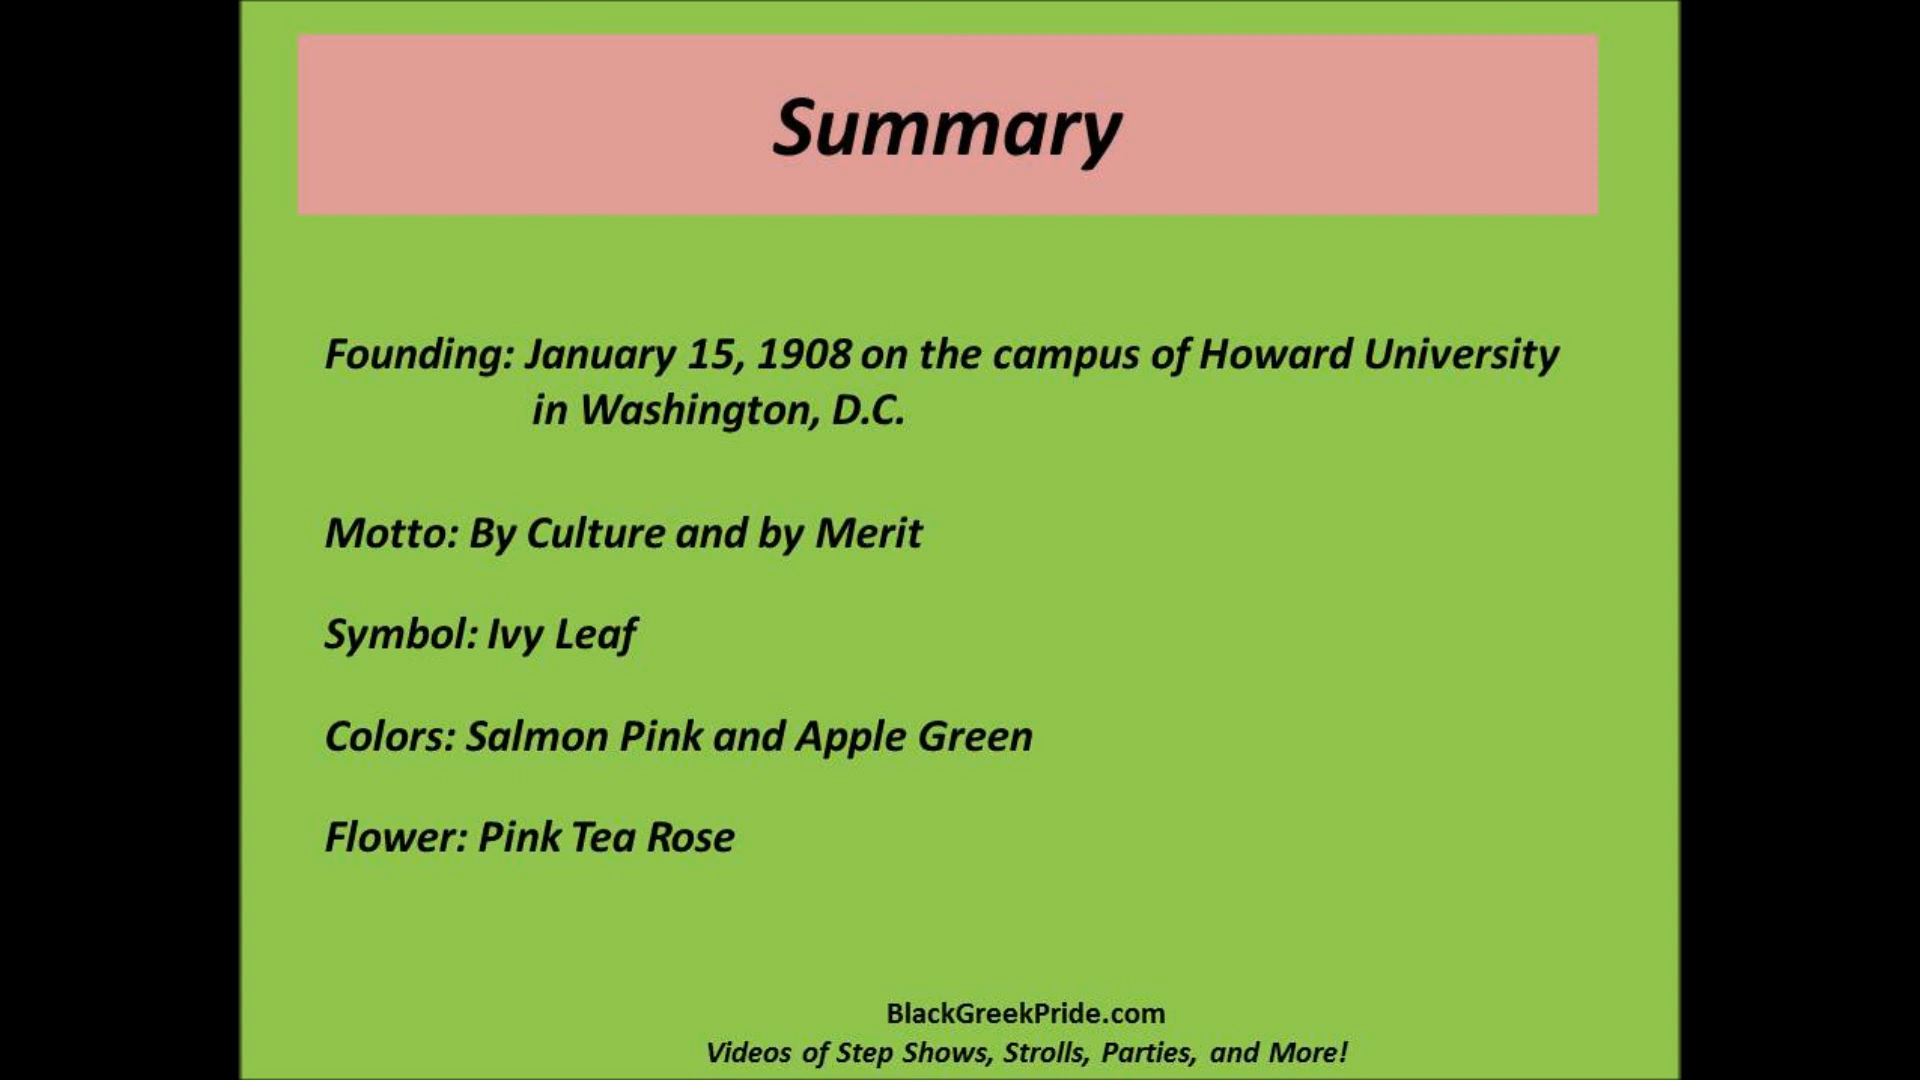 Summary
Founding: January 15, 1908 on the campus of Howard University
in Washington, D.C.
Motto: By Culture and by Merit
Symbol: Ivy Leaf
Colors: Salmon Pink and Apple Green
Flower: Pink Tea Rose
BlackGreekPride.com
Videos of Step Shows, Strolls, Parties, and More!